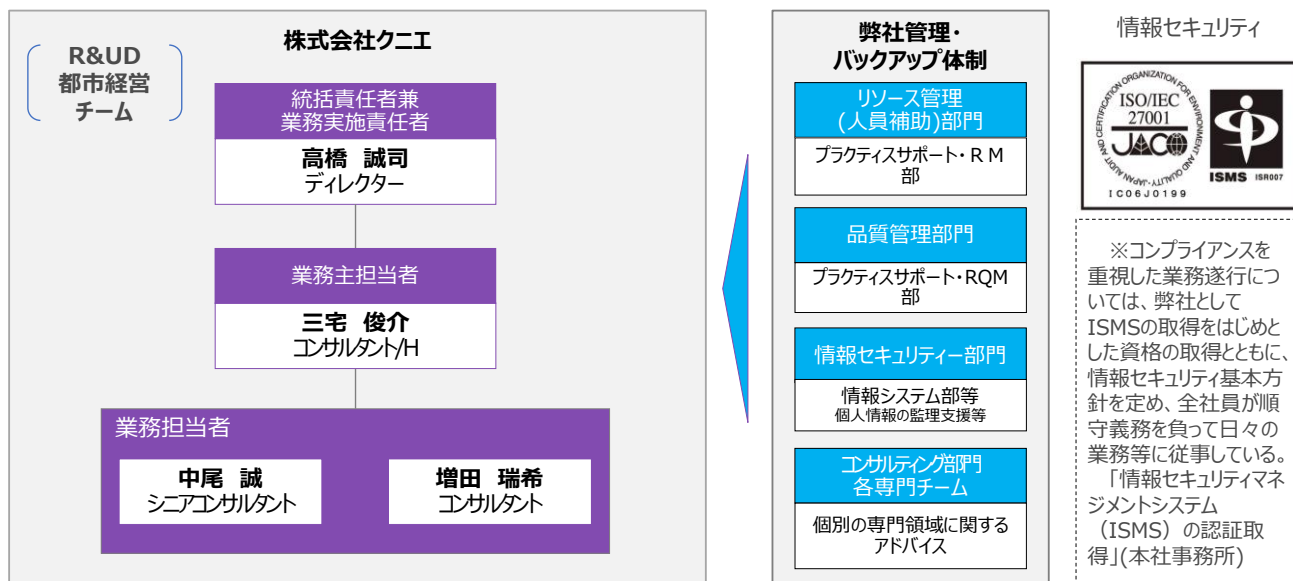 R&UD
都市経営
チーム
株式会社クニエ
統括責任者兼
業務実施責任者
高橋 誠司
ディレクター
業務主担当者
三宅 俊介
コンサルタント/H
業務担当者
中尾 誠
シニアコンサルタント
増田 瑞希
コンサルタント
弊社管理・
バックアップ体制
リソース管理
(人員補助)部門
プラクティスサポート・RM
部
品質管理部門
プラクティスサポート・RQM
部
情報セキュリティー部門
情報システム部等
個人情報の監理支援等
コンサルティング部門
各専門チーム
個別の専門領域に関する
アドバイス
情報セキュリティ
JAPAN AUDIT AND CERTIFICATION ORGANIZATION FOR ENVIRONMENT AND QUALITY
ISO/IEC
27001
JACO
IC06J0199
ISMS ISR007
※コンプライアンスを
重視した業務遂行につ
いては、弊社として
ISMSの取得をはじめと
した資格の取得とともに、
情報セキュリティ基本方
針を定め、全社員が順
守義務を負って日々の
業務等に従事している。
「情報セキュリティマネ
ジメントシステム
（ISMS）の認証取
得」(本社事務所)